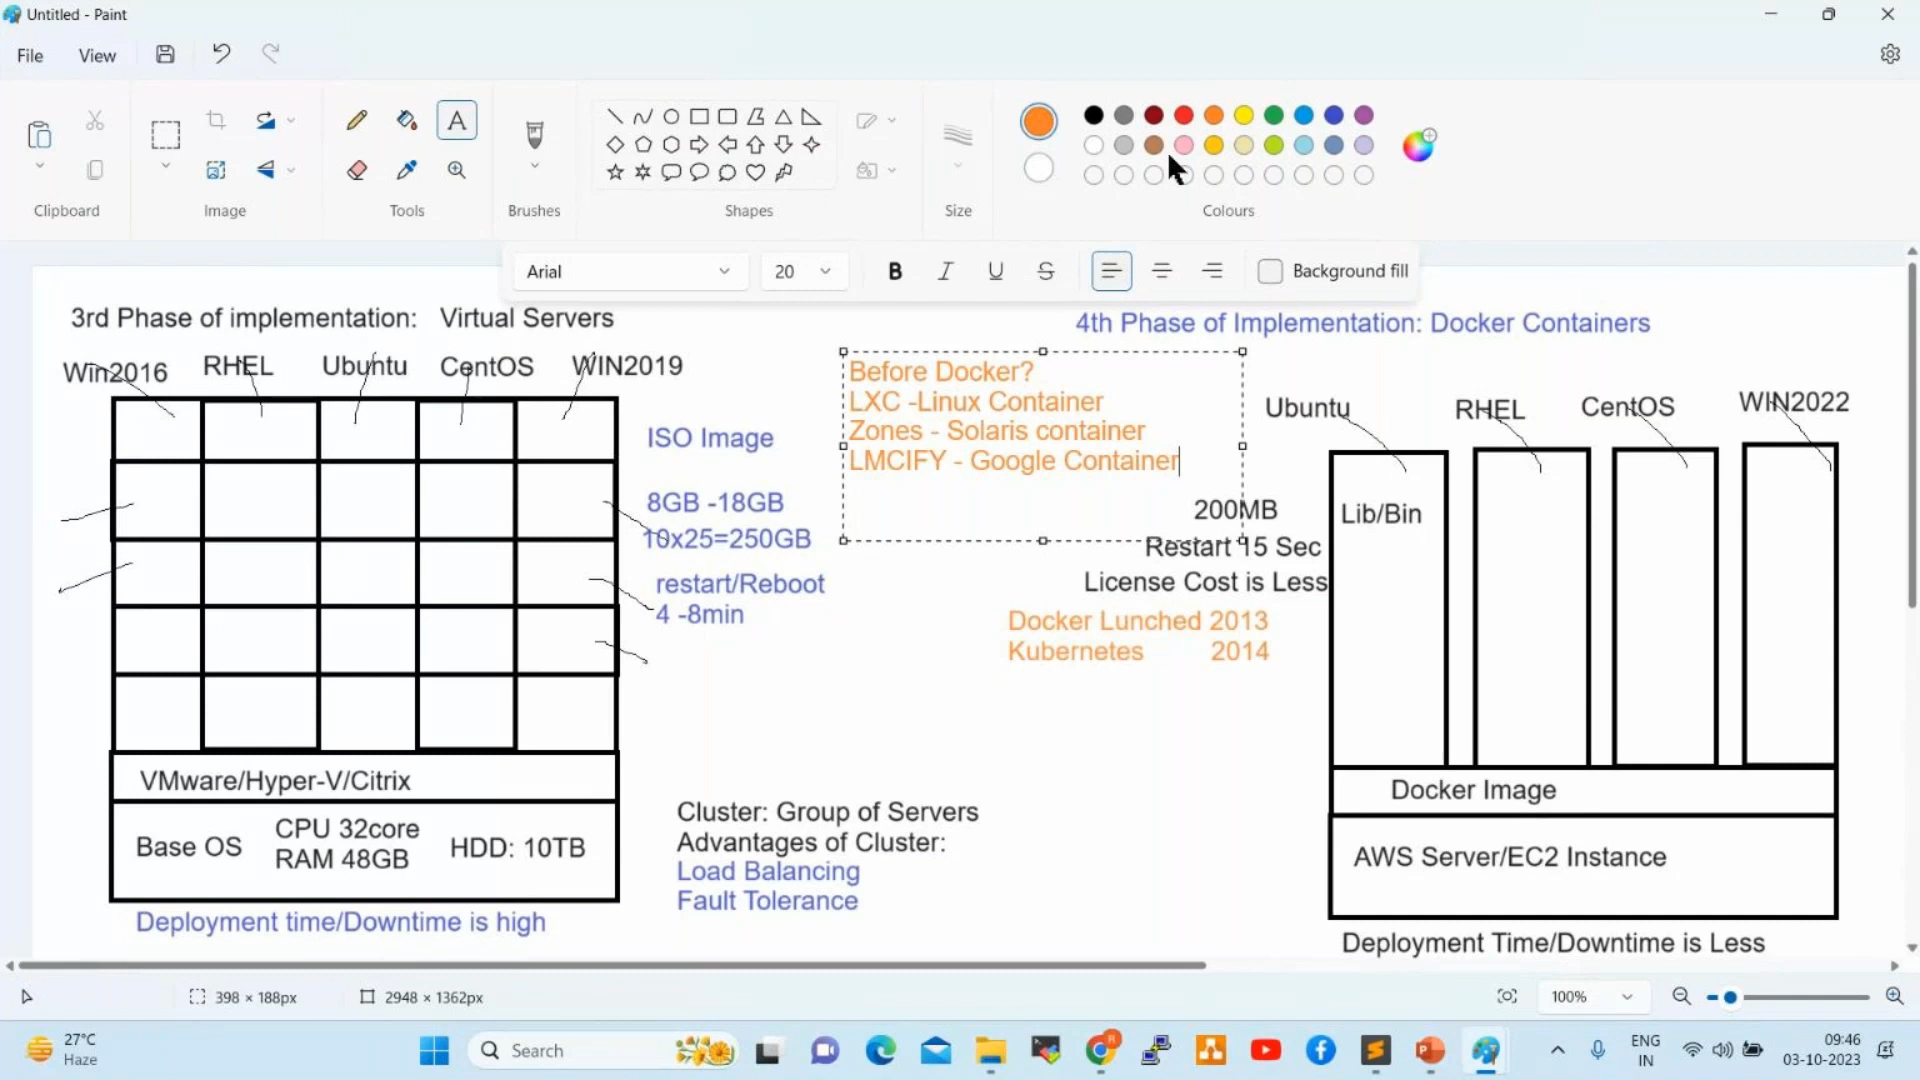 Untitled - Paint
File
View
Clipboard
Image
Tools
Brushes
Shapes
Size
Colours
A
Arial
20
B
I
U
S
Background fill
3rd Phase of implementation: Virtual Servers
4th Phase of Implementation: Docker Containers
Win2016
RHEL
Ubuntu
CentOS
WIN2019
ISO Image
8GB -18GB
10x25=250GB
restart/Reboot
4 -8min
VMware/Hyper-V/Citrix
Base OS
CPU 32core
RAM 48GB
HDD: 10TB
Deployment time/Downtime is high
Before Docker?
LXC -Linux Container
Zones - Solaris container
LMCIFY - Google Container
200MB
Restart 15 Sec
License Cost is Less
Docker Lunched 2013
Kubernetes 2014
Cluster: Group of Servers
Advantages of Cluster:
Load Balancing
Fault Tolerance
Ubuntu
RHEL
CentOS
WIN2022
Lib/Bin
Docker Image
AWS Server/EC2 Instance
Deployment Time/Downtime is Less
398 × 188px
2948 × 1362px
100%
27°C
Haze
Search
ENG
IN
09:46
03-10-2023